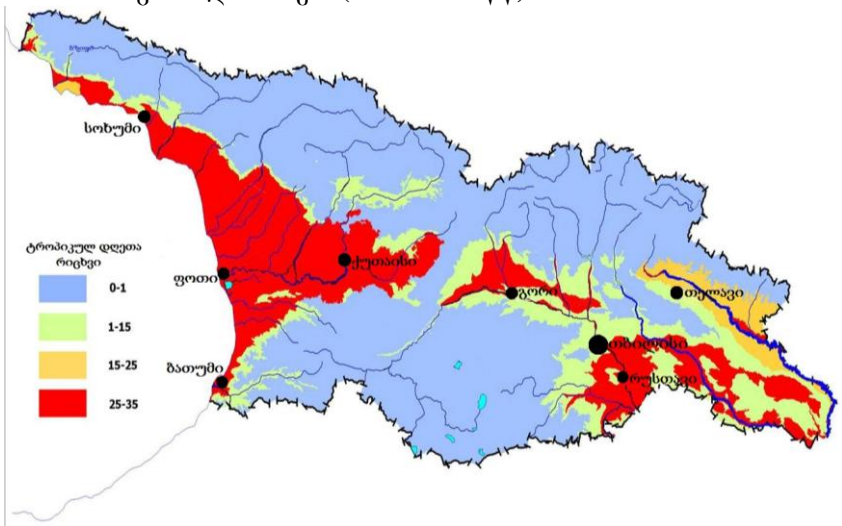 სოხუმი
ტროპიკულ დღეთა
რიცხვი
0-1
1-15
15-25
25-35
ფოთი
ქუთაისი
ბათუმი
გორი
თელავი
თბილისი
რუსთავი